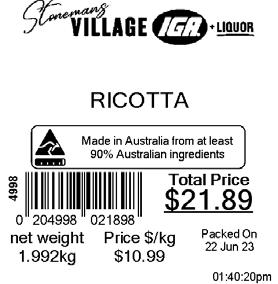 Stonemans
VILLAGE IGA + LIQUOR
RICOTTA
Made in Australia from at least
90% Australian ingredients
4998
0 204998 021898
Total Price
$21.89
net weight Price $/kg Packed On
1.992kg $10.99 22 Jun 23
01:40:20pm